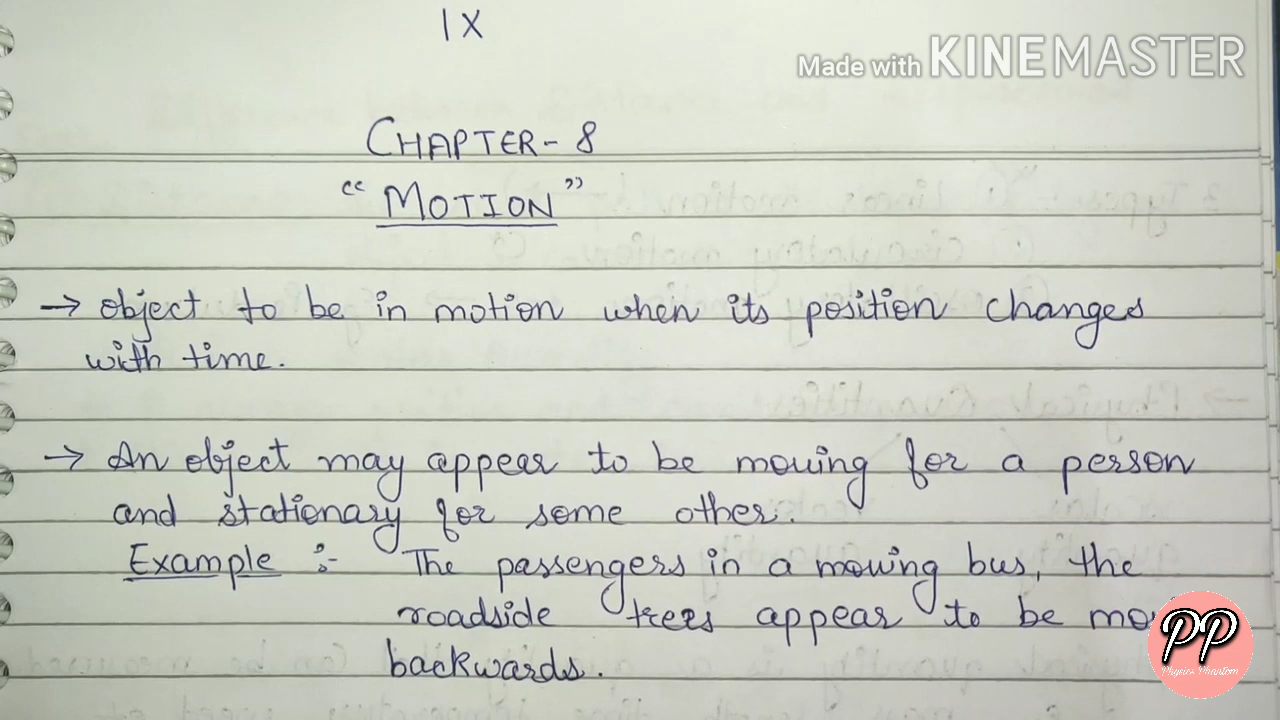 IX
Made with KINEMASTER
CHAPTER-8
"MOTION"
→ object to be in motion when its position changes
with time.
→ An object may appear to be moving for a person
and stationary for some other.
Example :- The passengers in a moving bus, the
roadside trees appear to be
backwards.
PP
Physics Phantom